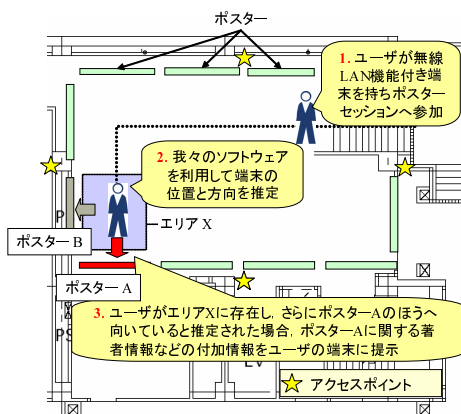 ポスター
1. ユーザが無線
LAN機能付き端
末を持ちポスター
セッションへ参加
2. 我々のソフトウェア
を利用して端末の
位置と方向を推定
エリア X
P
ポスター B
ポスター A
3. ユーザがエリアXに存在し，さらにポスターAのほうへ
向いていると推定された場合，ポスターAに関する著
者情報などの付加情報をユーザの端末に提示
PS
EV
アクセスポイント